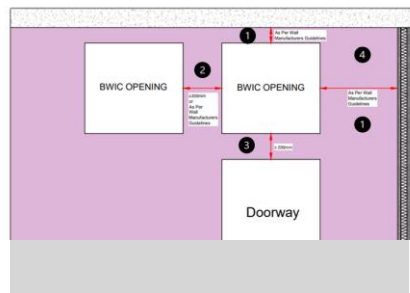 1
As Per Wall
Manufacturers Guidelines
4
2
BWIC OPENING
BWIC OPENING
As Per Wall
Manufacturers
Guidelines
or
As Per
Wall
Manufacturers
Guidelines
1
3
Doorway